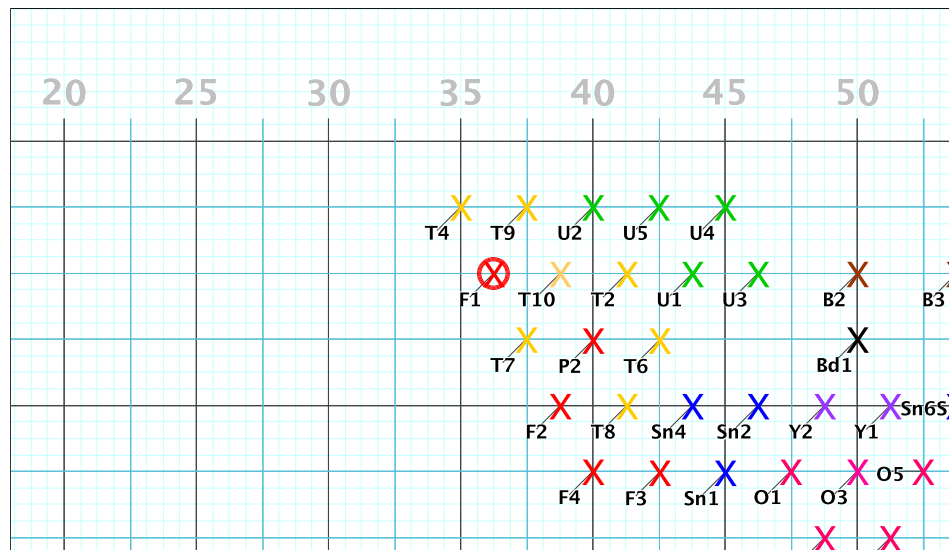 20 25 30 35 40 45 50
T4 T9 U2 U5 U4
F1 T10 T2 U1 U3 B2 B3
T7 P2 T6 Bd1
F2 T8 Sn4 Sn2 Y2 Y1 Sn6S
F4 F3 Sn1 O1 O3 O5